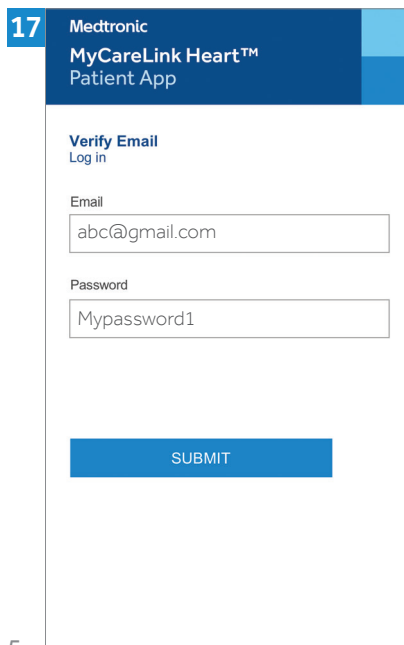 17
Medtronic
MyCareLink Heart™
Patient App
Verify Email
Log in
Email
abc@gmail.com
Password
Mypassword1
SUBMIT